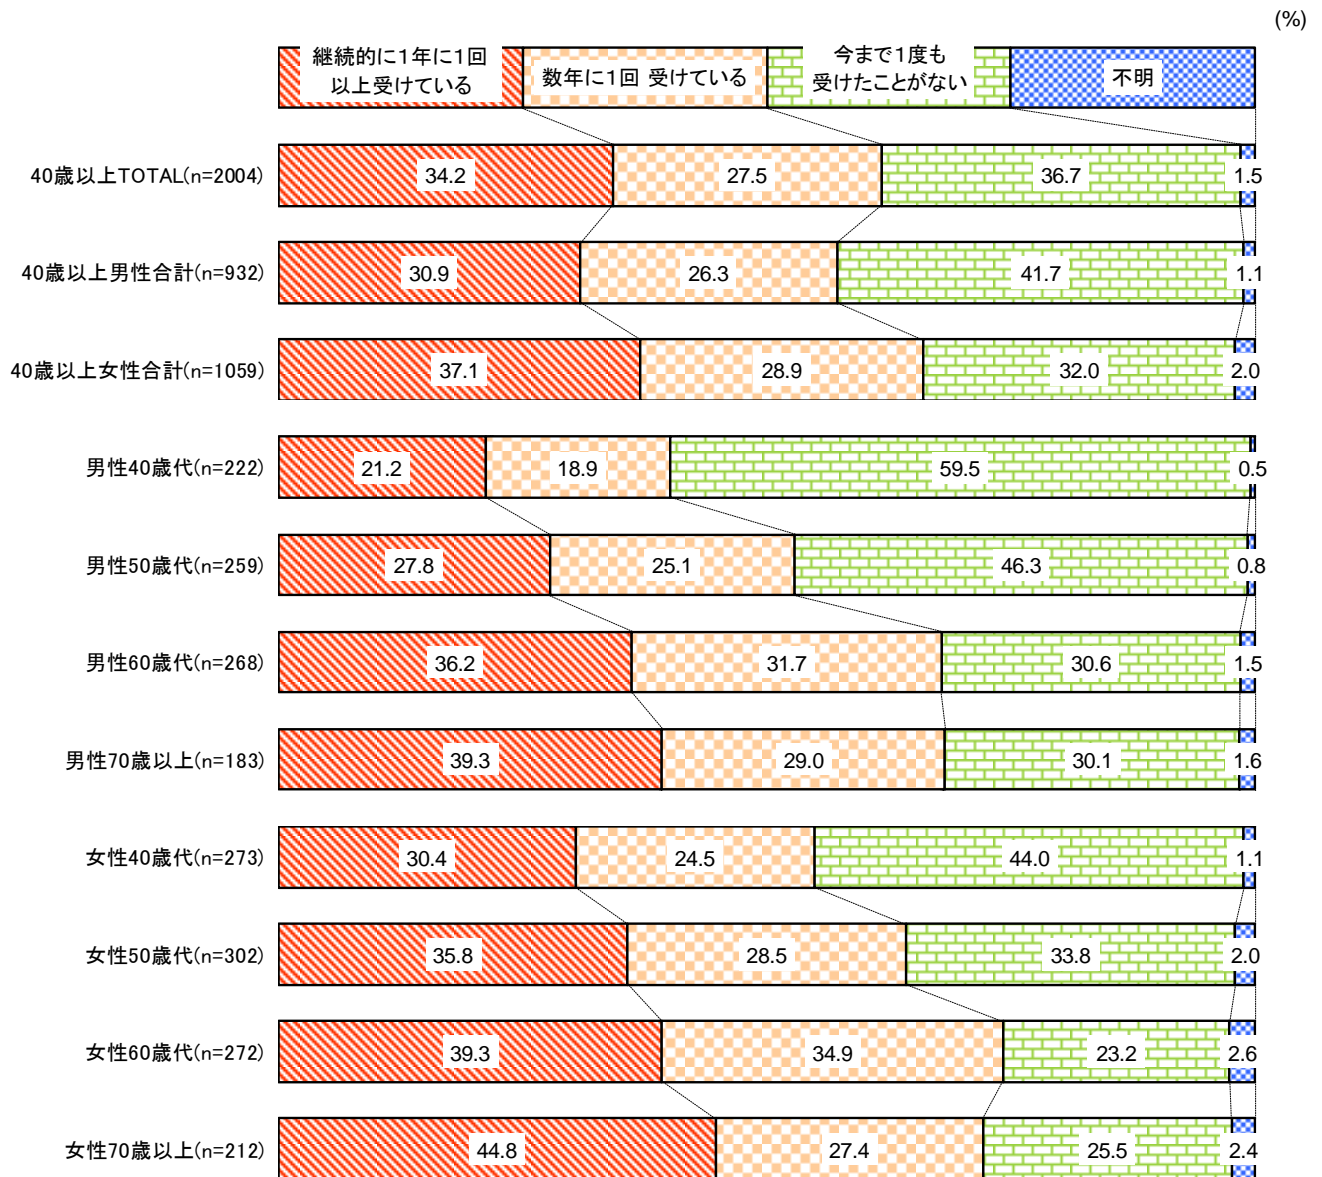 (%)
継続的に1年に1回
以上受けている
数年に1回 受けている
今まで1度も
受けたことがない
不明
40歳以上TOTAL(n=2004)
34.2
27.5
36.7
1.5
40歳以上男性合計(n=932)
30.9
26.3
41.7
1.1
40歳以上女性合計(n=1059)
37.1
28.9
32.0
2.0
男性40歳代(n=222)
21.2
18.9
59.5
0.5
男性50歳代(n=259)
27.8
25.1
46.3
0.8
男性60歳代(n=268)
36.2
31.7
30.6
1.5
男性70歳以上(n=183)
39.3
29.0
30.1
1.6
女性40歳代(n=273)
30.4
24.5
44.0
1.1
女性50歳代(n=302)
35.8
28.5
33.8
2.0
女性60歳代(n=272)
39.3
34.9
23.2
2.6
女性70歳以上(n=212)
44.8
27.4
25.5
2.4